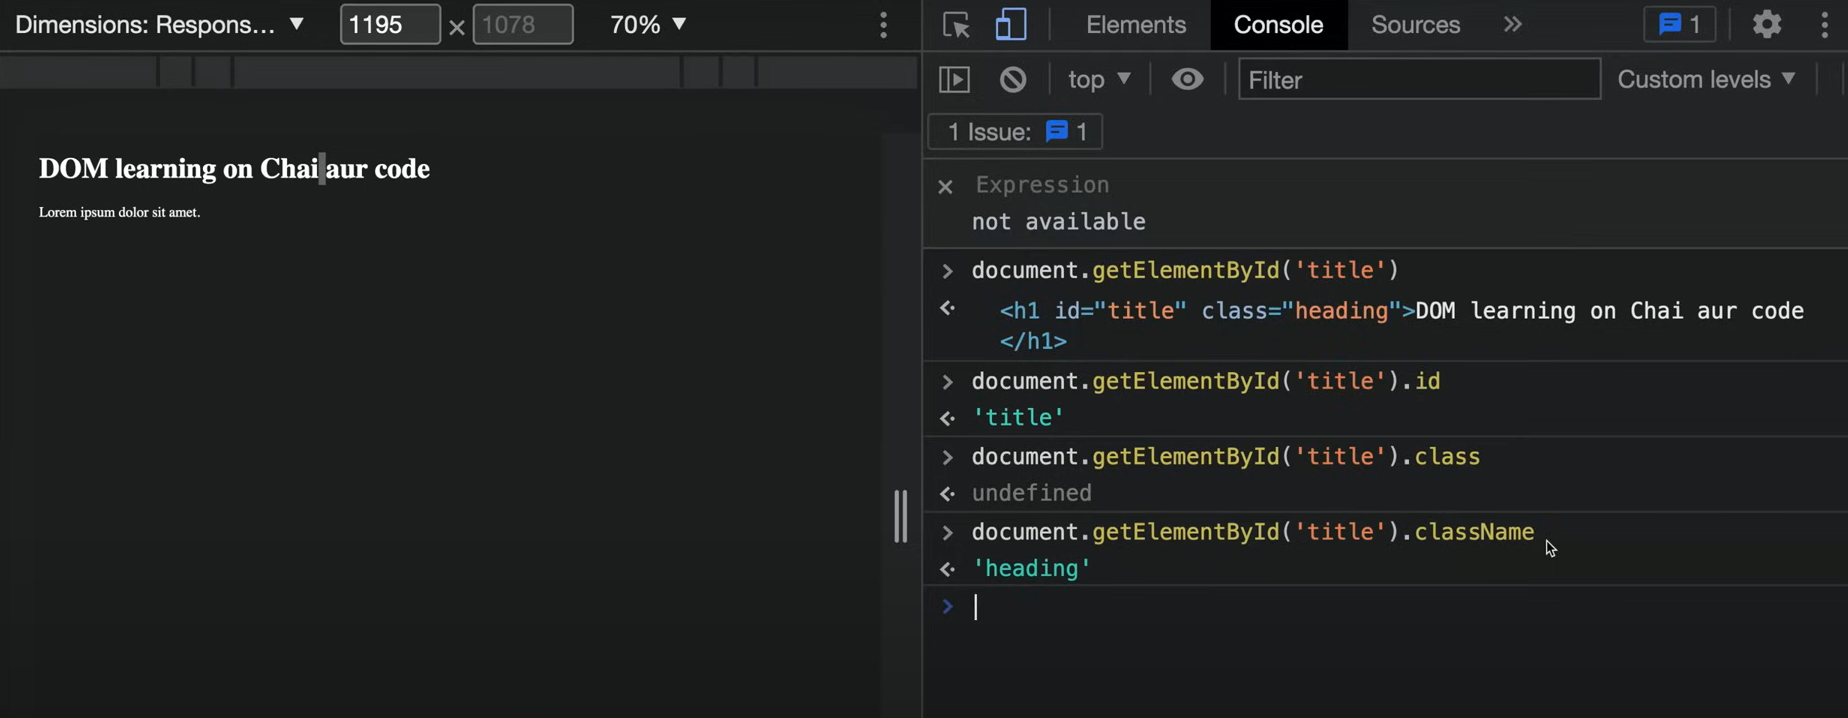 Dimensions: Respons... ▼ 1195 × 1078 70% ▼
DOM learning on Chai aur code
Lorem ipsum dolor sit amet.
Elements Console Sources » 1
top ▼ Filter Custom levels ▼
1 Issue: 1
× Expression
not available
> document.getElementById('title')
<h1 id="title" class="heading">DOM learning on Chai aur code
</h1>
> document.getElementById('title').id
'title'
> document.getElementById('title').class
undefined
> document.getElementById('title').className
'heading'
>